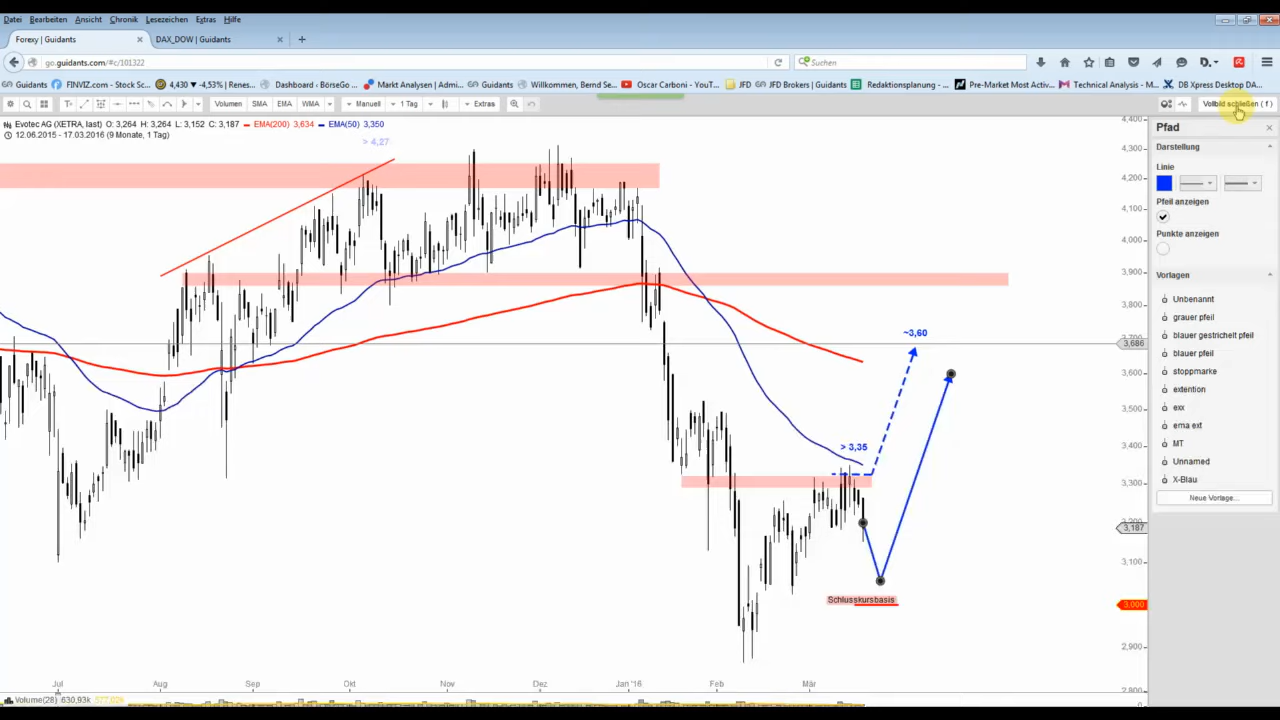 Datei Bearbeiten Ansicht Chronik Lesezeichen Extras Hilfe
Forexy | Guidants × DAX_DOW | Guidants × +
go.guidants.com/#c/101322 Suchen
Guidants FINVIZ.com - Stock Sc... 4,430 ▼ -4,53% | Renes... Dashboard ‹ BörseGo ... Markt Analysen | Admi... Guidants Willkommen, Bernd Se... Oscar Carboni - YouT... JFD JFD Brokers | Guidants Redaktionsplanung - ... Pre-Market Most Activ... Technical Analysis - M... DB Xpress Desktop DA...
Volumen SMA EMA WMA Manuell 1 Tag Extras Vollbild schließen ( f )
Evotec AG (XETRA, last) O: 3,264 H: 3,264 L: 3,152 C: 3,187 EMA(200) 3,634 EMA(50) 3,350
12.06.2015 - 17.03.2016 (9 Monate, 1 Tag)
> 4,27
~3,60
> 3,35
Schlusskursbasis
4,400
4,300
4,200
4,100
4,000
3,900
3,800
3,686
3,600
3,500
3,400
3,300
3,187
3,100
3,000
2,900
2,800
Jul Aug Sep Okt Nov Dez Jan '16 Feb Mär
Volume(28) 630,93k 577,026
Pfad ×
Darstellung
Linie
Pfeil anzeigen
Punkte anzeigen
Vorlagen
Unbenannt
grauer pfeil
blauer gestrichelt pfeil
blauer pfeil
stoppmarke
extention
exx
ema ext
MT
Unnamed
X-Blau
Neue Vorlage...